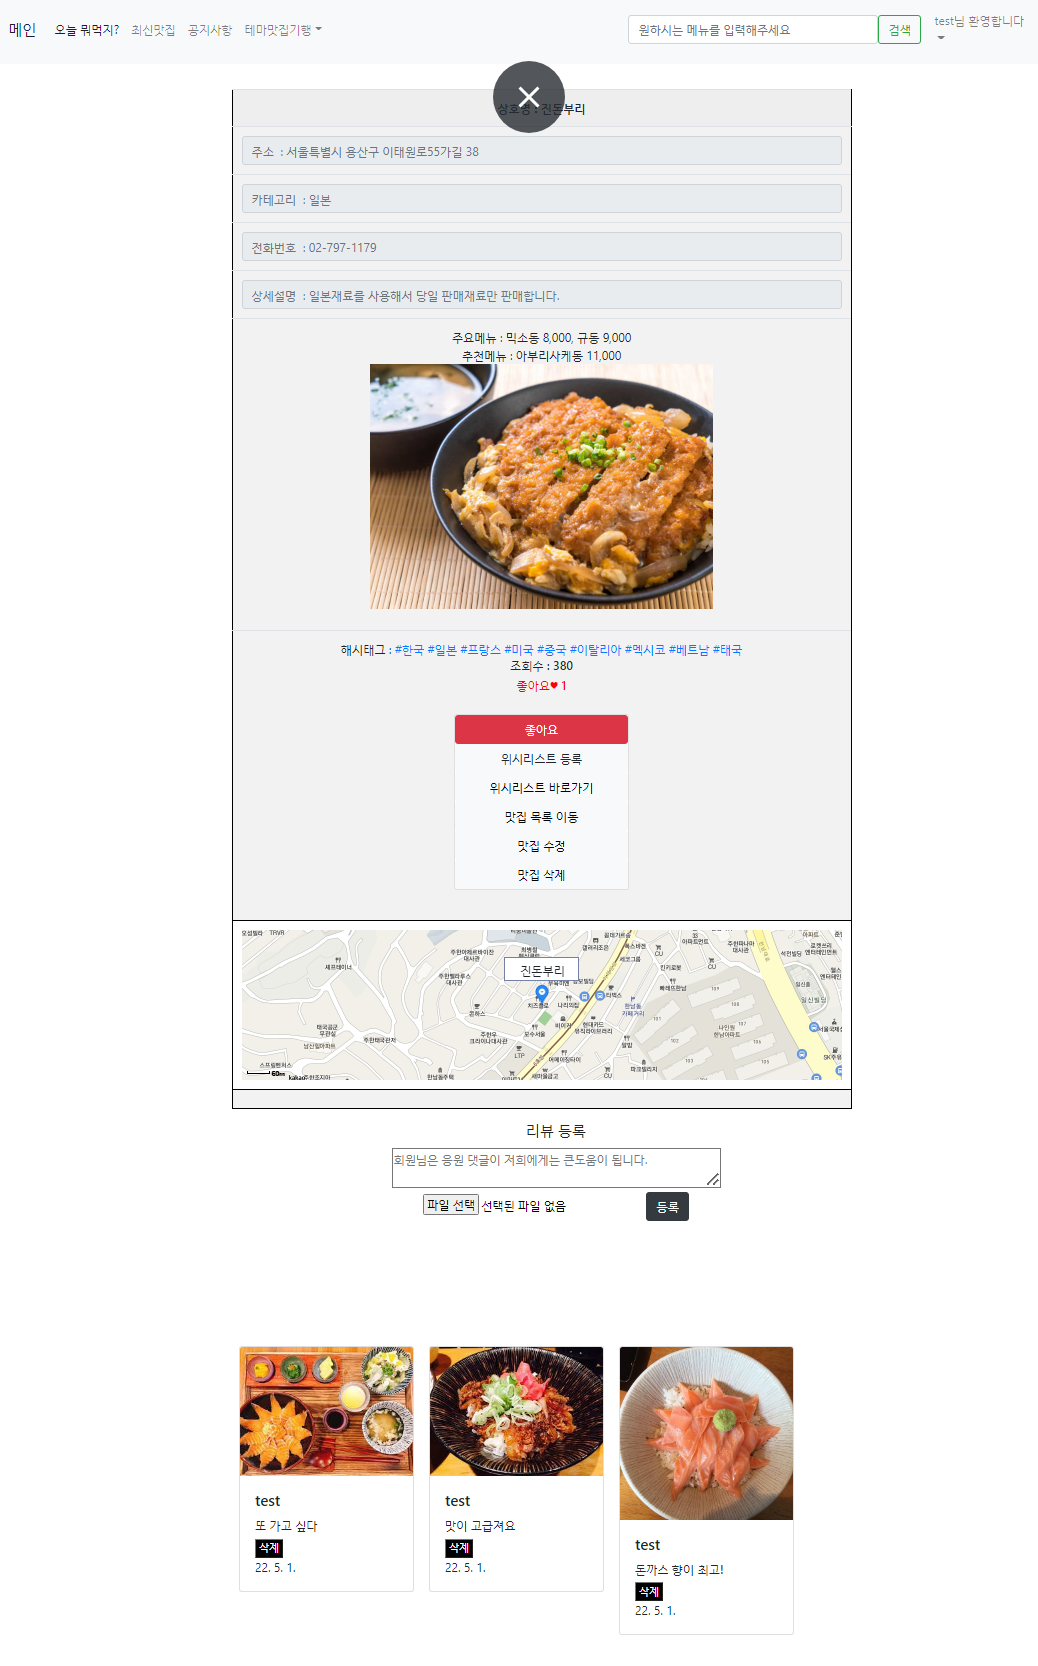 메인 오늘 뭐먹지? 최신맛집 공지사항 테마맛집기행 원하시는 메뉴를 입력해주세요 검색 test님 환영합니다
상호명 : 진돈부리
주소 : 서울특별시 용산구 이태원로55가길 38
카테고리 : 일본
전화번호 : 02-797-1179
상세설명 : 일본재료를 사용해서 당일 판매재료만 판매합니다.
주요메뉴 : 믹소동 8,000, 규동 9,000
추천메뉴 : 아부리사케동 11,000
해시태그 : #한국 #일본 #프랑스 #미국 #중국 #이탈리아 #멕시코 #베트남 #태국
조회수 : 380
좋아요♥ 1
좋아요
위시리스트 등록
위시리스트 바로가기
맛집 목록 이동
맛집 수정
맛집 삭제
진돈부리
리뷰 등록
회원님은 응원 댓글이 저희에게는 큰도움이 됩니다.
파일 선택 선택된 파일 없음 등록
test
또 가고 싶다
삭제
22. 5. 1.
test
맛이 고급져요
삭제
22. 5. 1.
test
돈까스 향이 최고!
삭제
22. 5. 1.